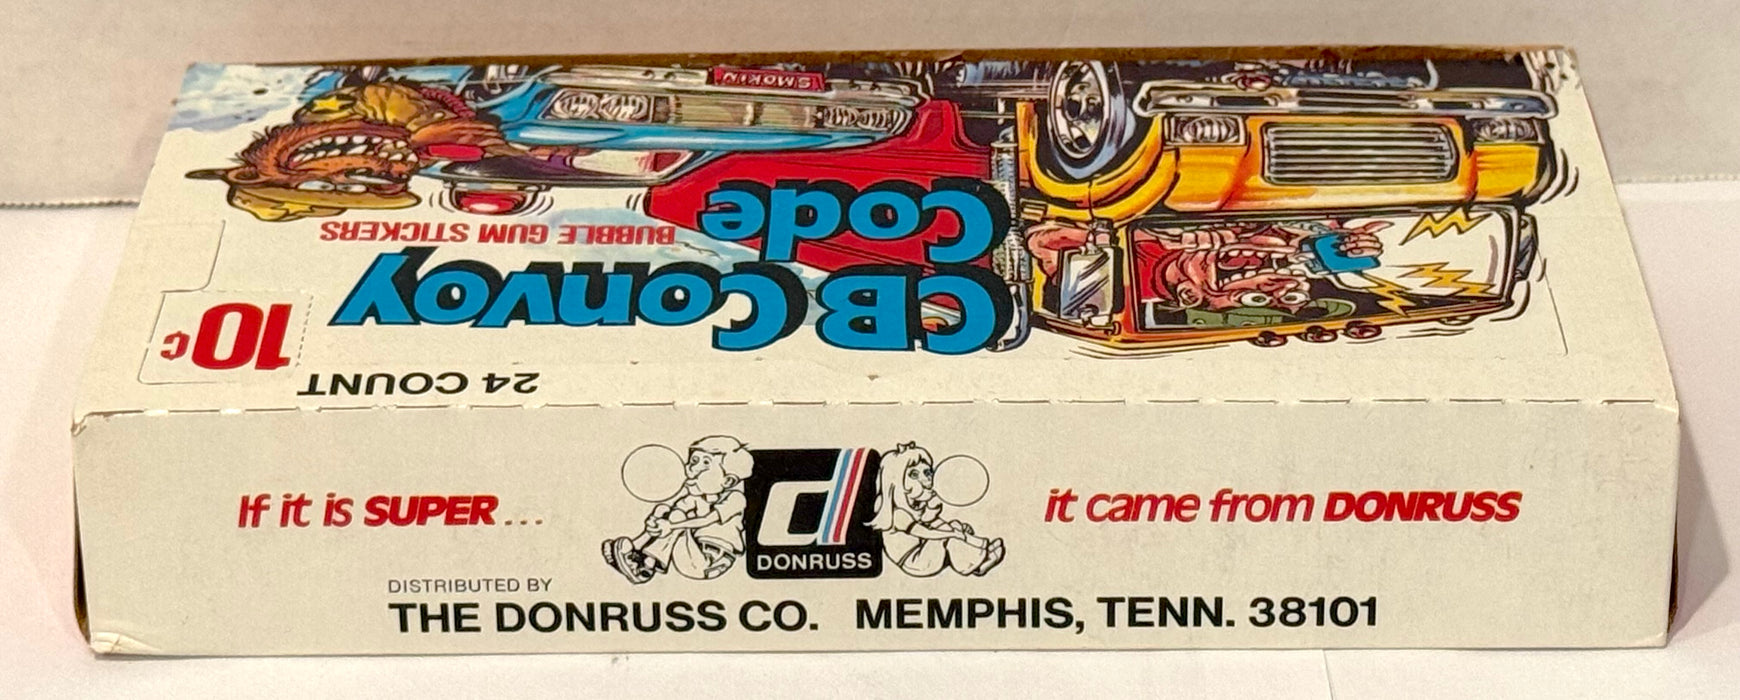 SMOKIN
CB Convoy
Code
BUBBLE GUM STICKERS
10¢
24 COUNT
If it is SUPER...
it came from DONRUSS
d
DONRUSS
DISTRIBUTED BY
THE DONRUSS CO. MEMPHIS, TENN. 38101